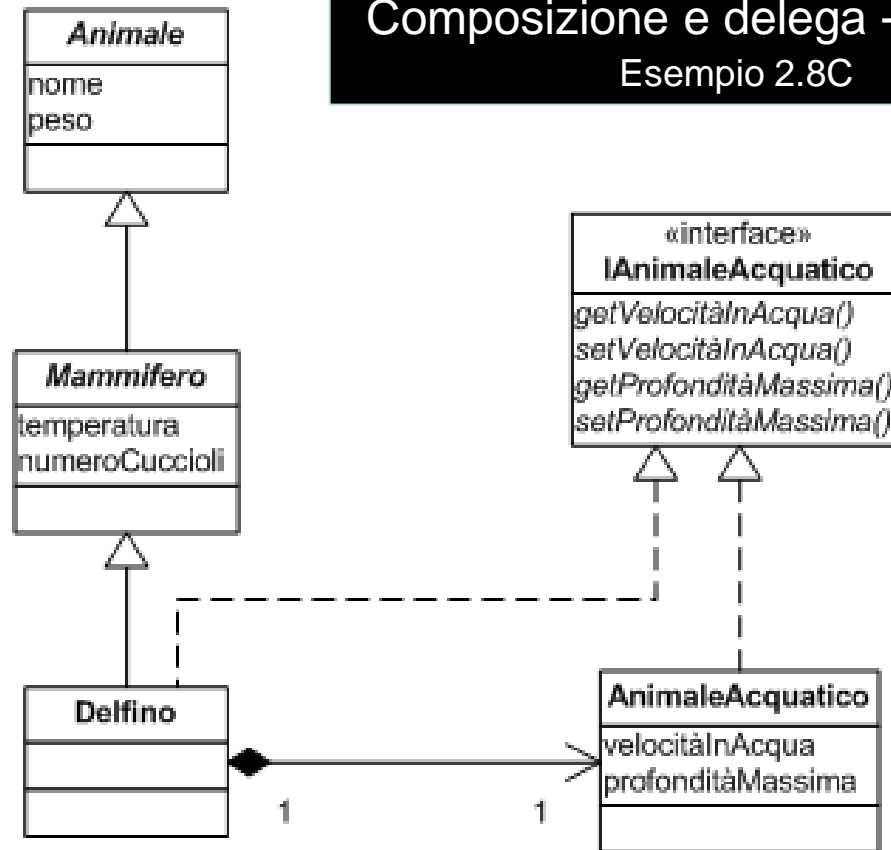 Composizione e delega -
Esempio 2.8C
Animale
nome
peso
«interface»
IAnimaleAcquatico
getVelocitàInAcqua()
setVelocitàInAcqua()
getProfonditàMassima()
setProfonditàMassima()
Mammifero
temperatura
numeroCuccioli
Delfino
AnimaleAcquatico
velocitàInAcqua
profonditàMassima
1
1